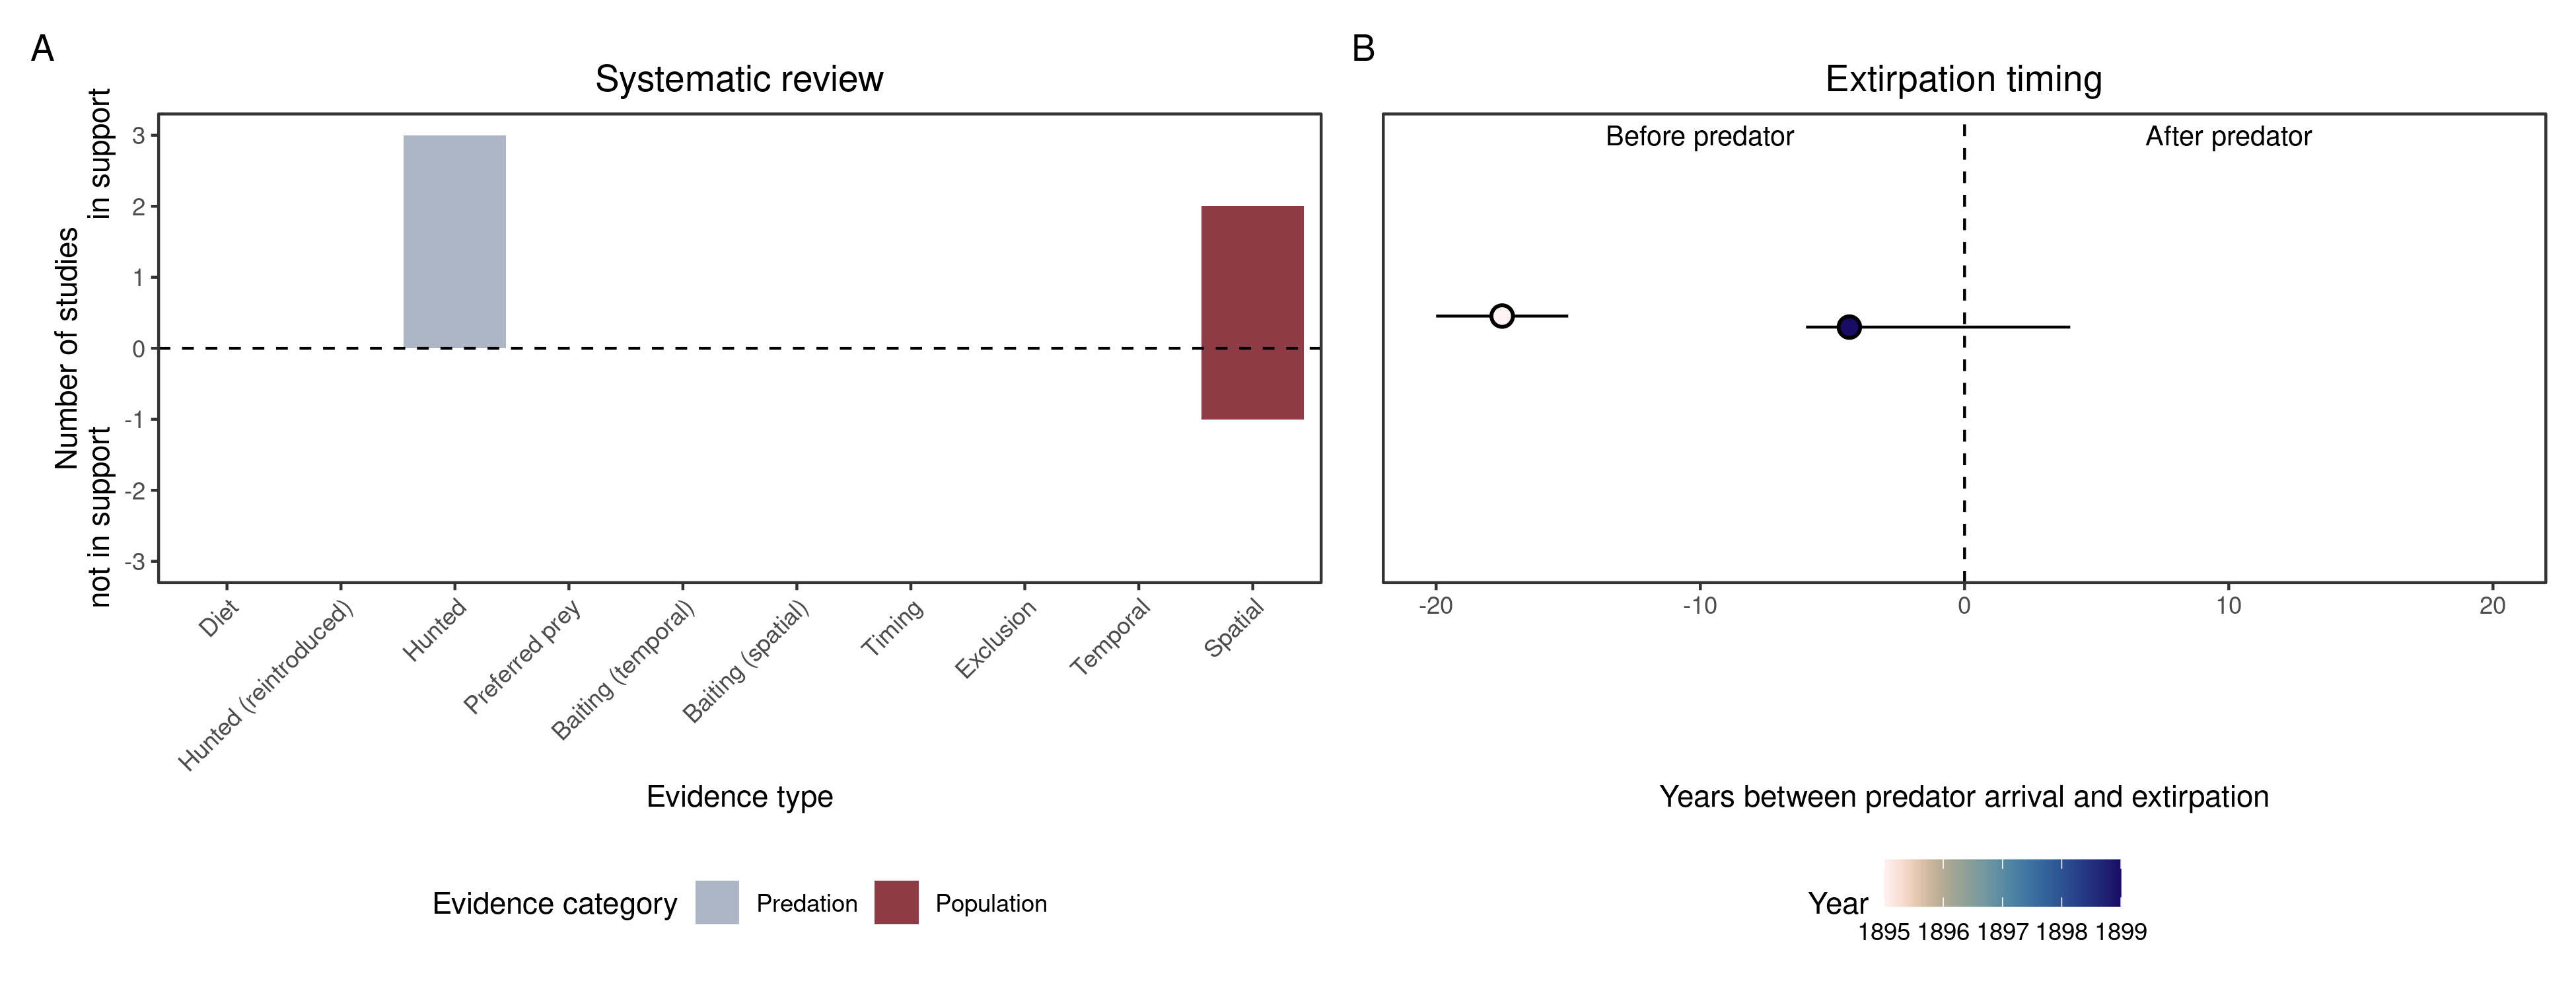 A
Systematic review
Number of studies
not in support
in support
3
2
1
0
-1
-2
-3
Diet
Hunted (reintroduced)
Hunted
Preferred prey
Baiting (temporal)
Baiting (spatial)
Timing
Exclusion
Temporal
Spatial
Evidence type
Evidence category
Predation
Population
B
Extirpation timing
Before predator
After predator
-20
-10
0
10
20
Years between predator arrival and extirpation
Year
1895 1896 1897 1898 1899